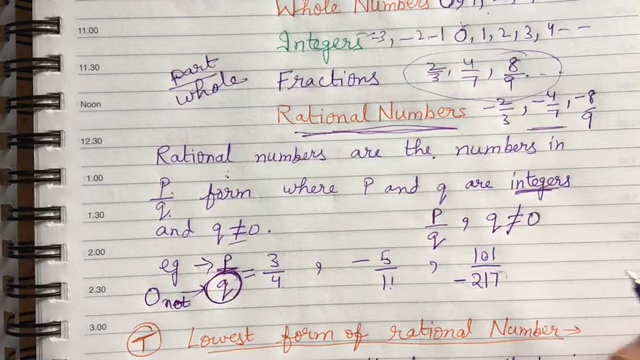 Whole Numbers 0, 1,
11.00
Integers -3, -2 -1 0, 1, 2, 3, 4 - -
11.30
part/whole Fractions 2/3, 4/7, 8/9 . .
Noon
Rational Numbers -2/3, -4/7, -8/9
12.30
Rational numbers are the numbers in
1.00
P/q form where P and q are integers
1.30
and q ≠ 0. P/q, q ≠ 0
2.00
eg → P/q = 3/4 , -5/11 , 101/-217
0 not →
2.30
3.00
① Lowest form of rational Number →